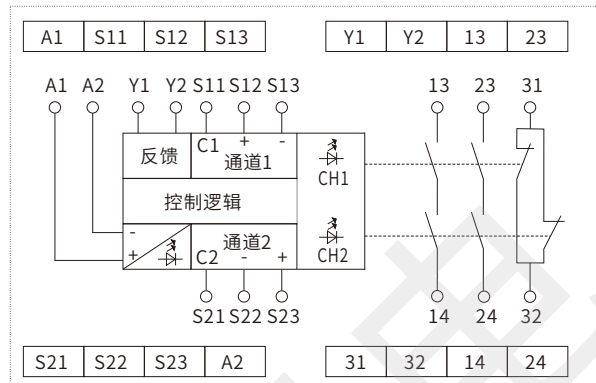 A1 S11 S12 S13 Y1 Y2 13 23
A1 A2 Y1 Y2 S11 S12 S13 13 23 31
反馈 C1 + -
通道1
CH1
控制逻辑
- 通道2
+ C2 - + CH2
S21 S22 S23 14 24 32
S21 S22 S23 A2 31 32 14 24